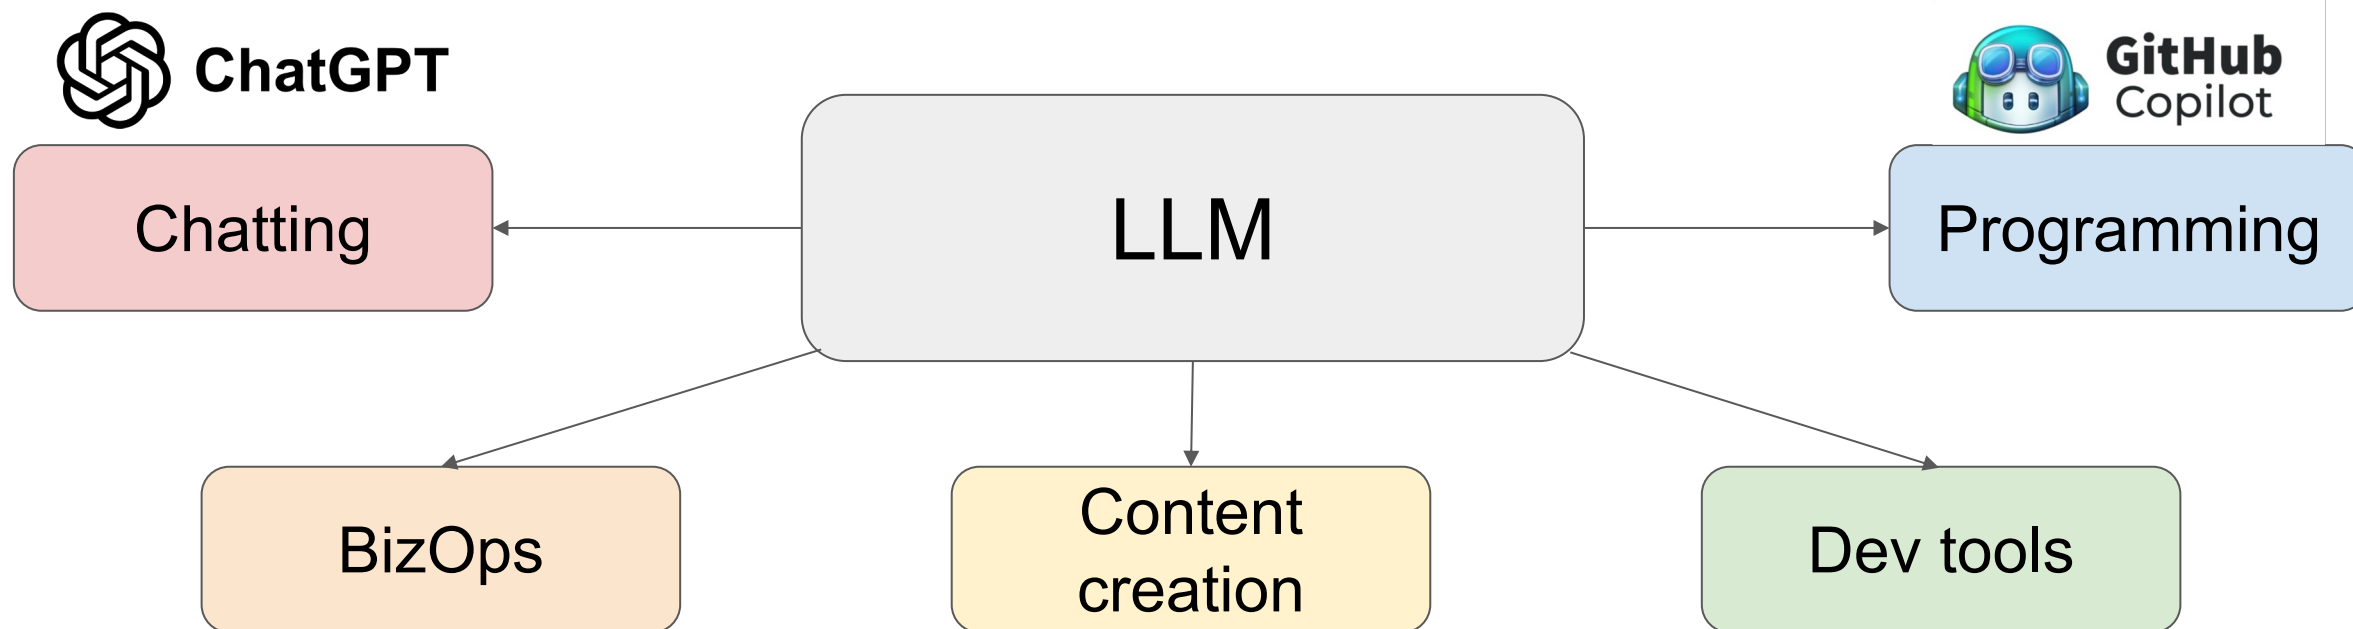 ChatGPT
GitHub
Copilot
Chatting
LLM
Programming
BizOps
Content
creation
Dev tools